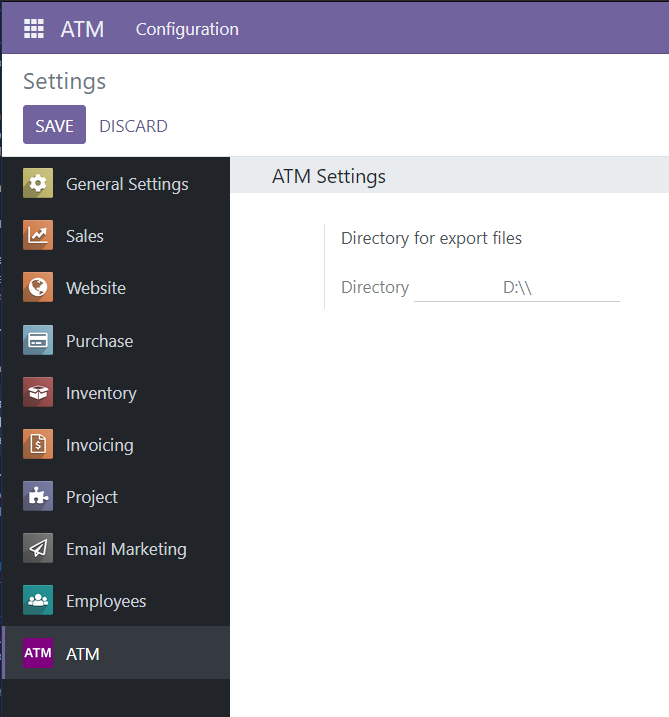 ATM Configuration
Settings
SAVE DISCARD
General Settings
Sales
Website
Purchase
Inventory
Invoicing
Project
Email Marketing
Employees
ATM ATM
ATM Settings
Directory for export files
Directory D:\\